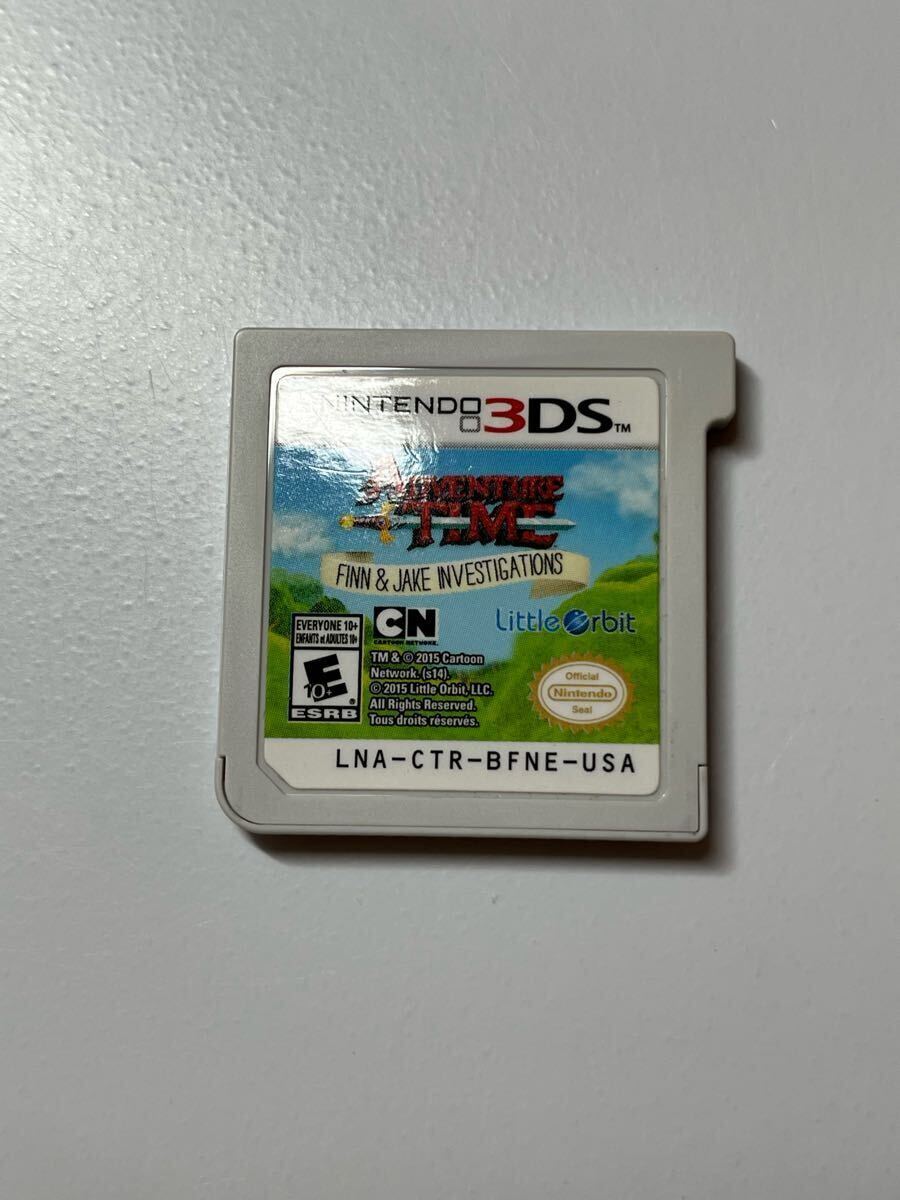 NINTENDO 3DS™
ADVENTURE
TIME
FINN & JAKE INVESTIGATIONS
EVERYONE 10+
ENFANTS et ADULTES 10+
E
10+
®
ESRB
CN
CARTOON NETWORK.
Little Orbit
TM & © 2015 Cartoon
Network. (s14).
© 2015 Little Orbit, LLC.
All Rights Reserved.
Tous droits réservés.
Official
Nintendo
Seal
LNA-CTR-BFNE-USA